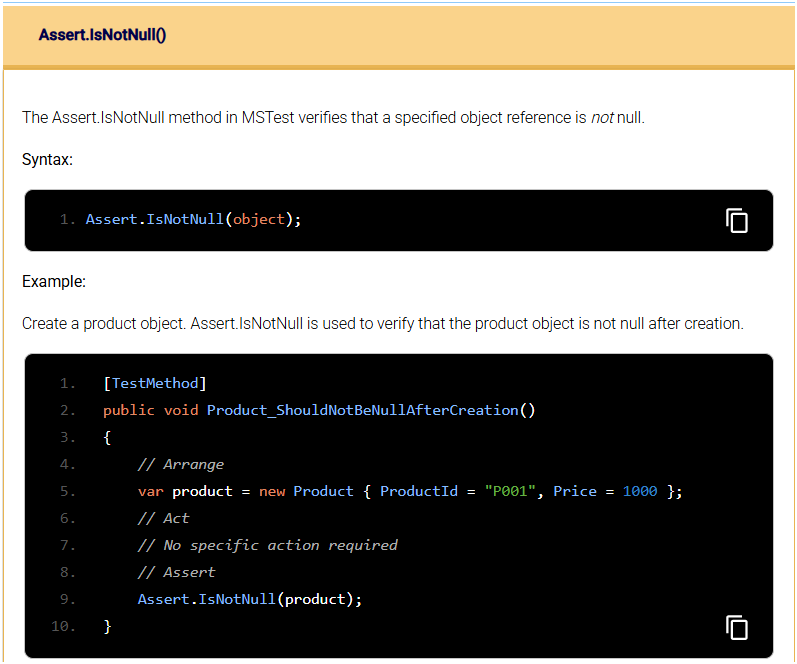 Assert.IsNotNull()
The Assert.IsNotNull method in MSTest verifies that a specified object reference is not null.
Syntax:
1. Assert.IsNotNull(object);
Example:
Create a product object. Assert.IsNotNull is used to verify that the product object is not null after creation.
1. [TestMethod]
2. public void Product_ShouldNotBeNullAfterCreation()
3. {
4. // Arrange
5. var product = new Product { ProductId = "P001", Price = 1000 };
6. // Act
7. // No specific action required
8. // Assert
9. Assert.IsNotNull(product);
10. }